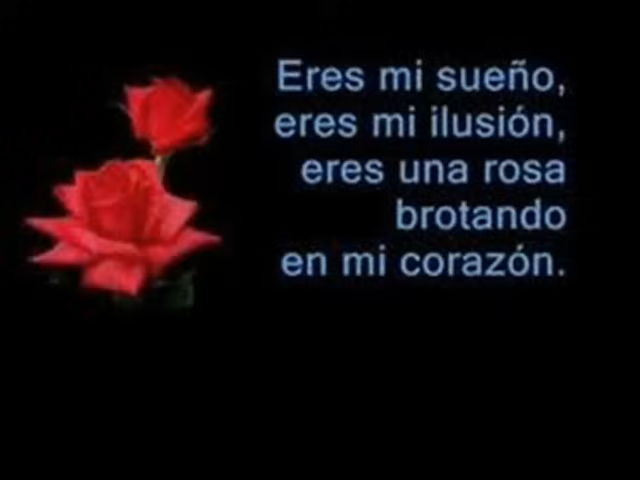 Eres mi sueño,
eres mi ilusión,
eres una rosa
brotando
en mi corazón.